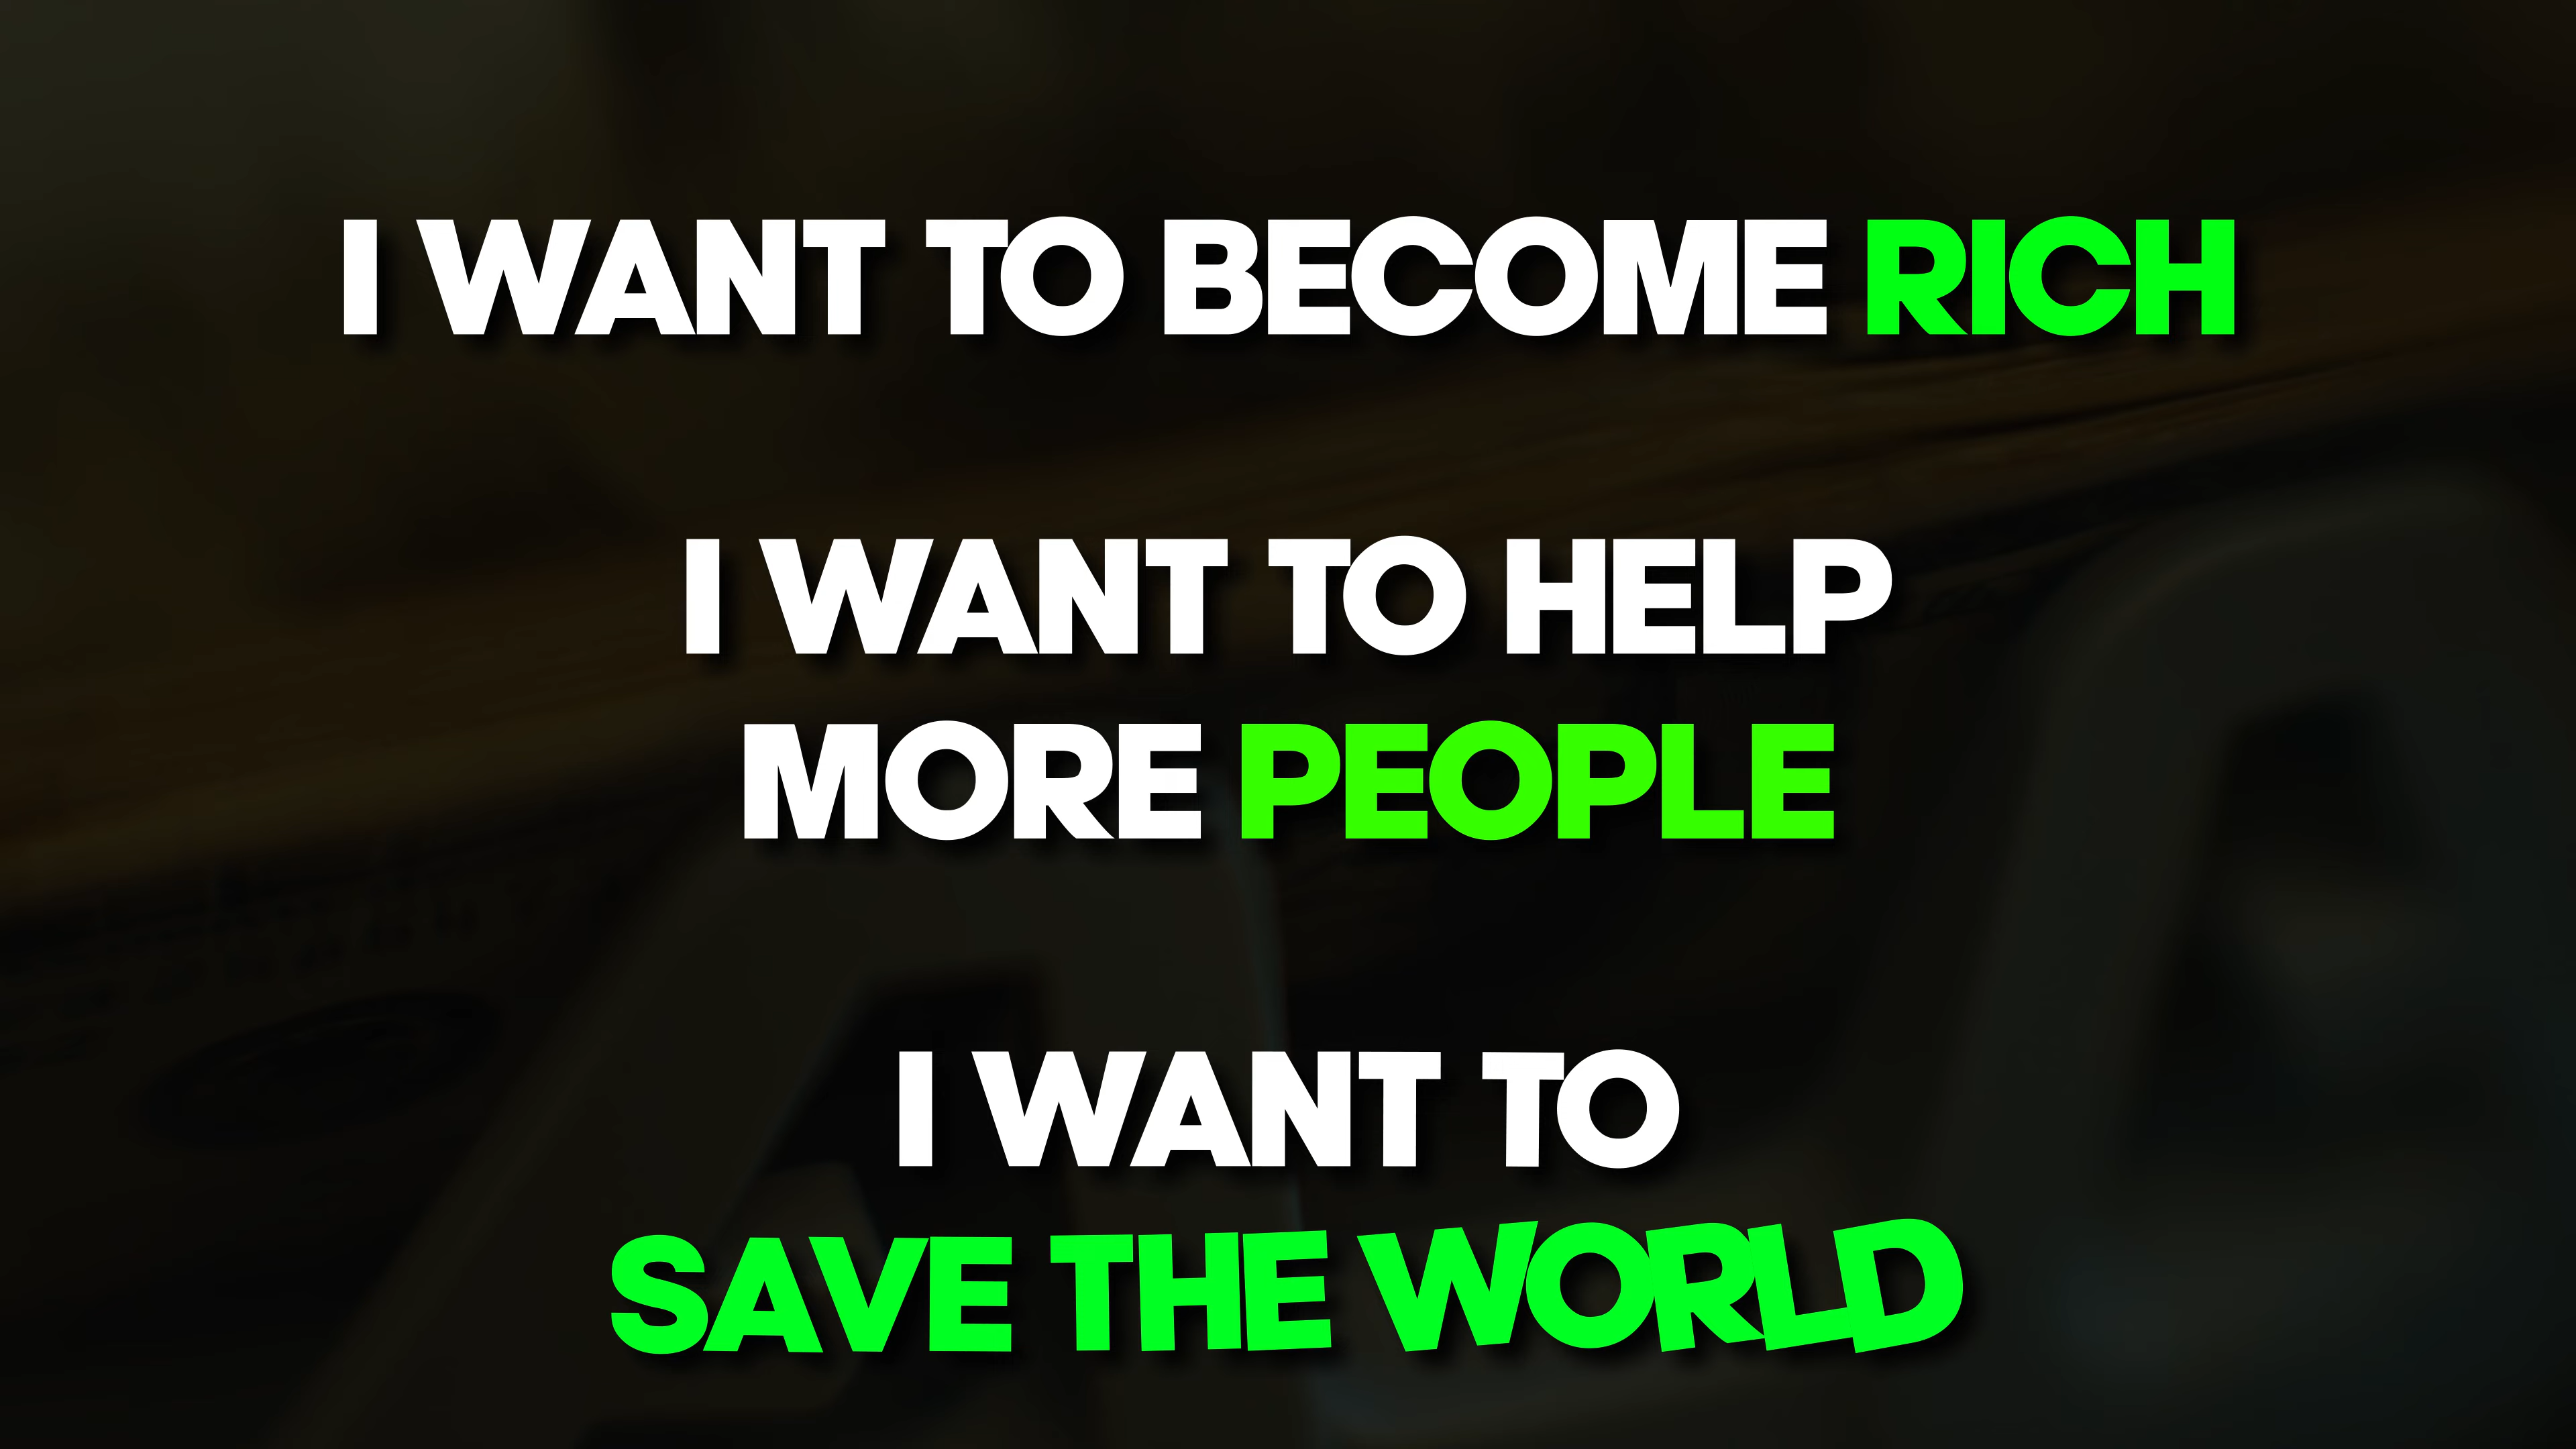 I WANT TO BECOME RICH
I WANT TO HELP
MORE PEOPLE
I WANT TO
SAVE THE WORLD